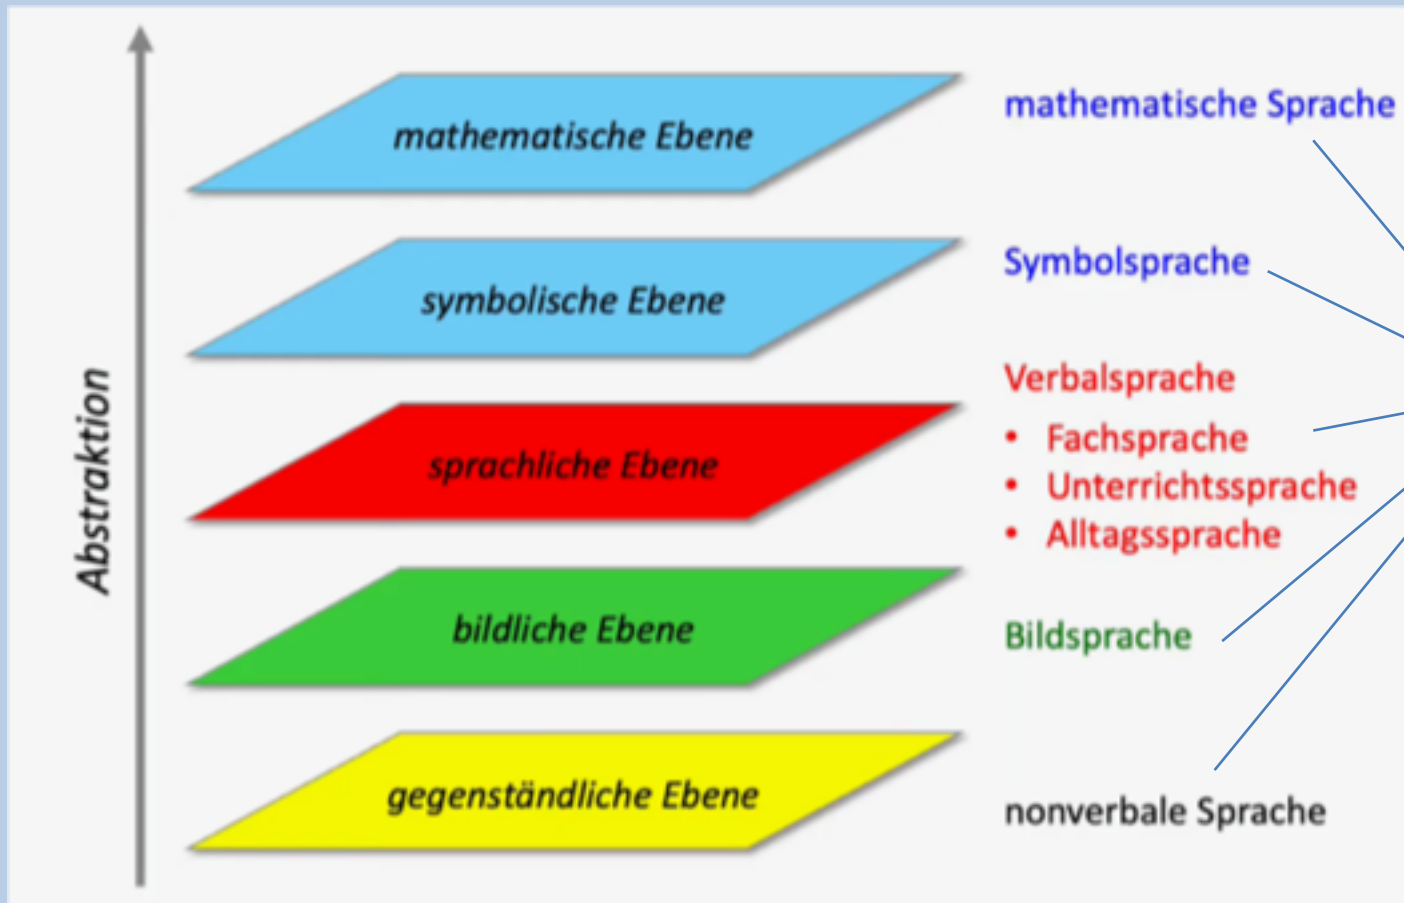 mathematische Ebene
mathematische Sprache
symbolische Ebene
Symbolsprache
Abstraktion
sprachliche Ebene
Verbalsprache
• Fachsprache
• Unterrichtssprache
• Alltagssprache
bildliche Ebene
Bildsprache
gegenständliche Ebene
nonverbale Sprache